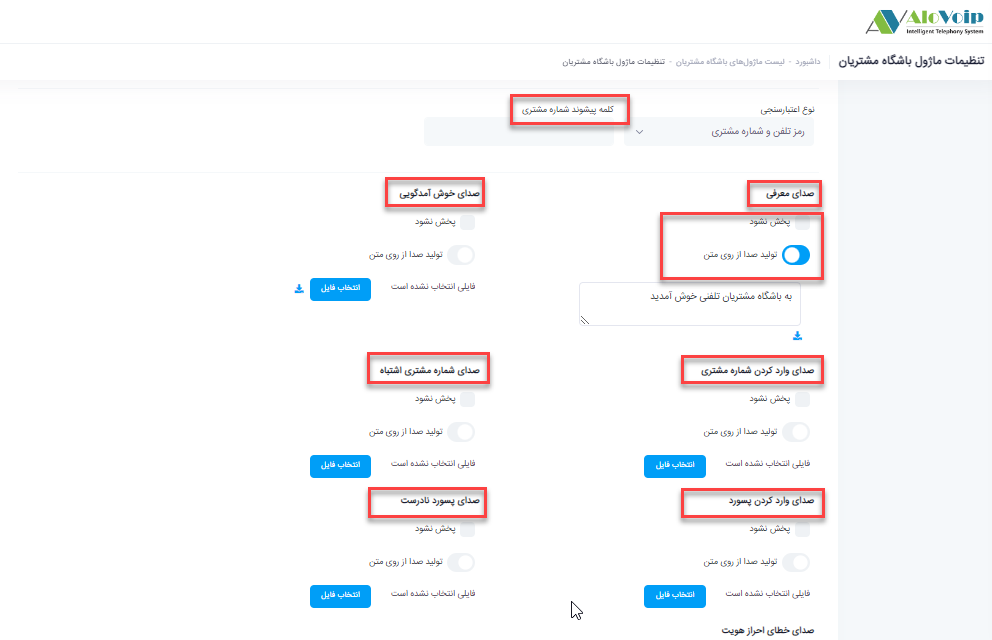 AloVoip
Intelligent Telephony System
تنظیمات ماژول باشگاه مشتریان
داشبورد - لیست ماژول‌های باشگاه مشتریان - تنظیمات ماژول باشگاه مشتریان
نوع اعتبارسنجی
کلمه پیشوند شماره مشتری
رمز تلفن و شماره مشتری
صدای معرفی
صدای خوش آمدگویی
پخش نشود
پخش نشود
تولید صدا از روی متن
تولید صدا از روی متن
به باشگاه مشتریان تلفنی خوش آمدید
فایلی انتخاب نشده است
انتخاب فایل
صدای وارد کردن شماره مشتری
صدای شماره مشتری اشتباه
پخش نشود
پخش نشود
تولید صدا از روی متن
تولید صدا از روی متن
فایلی انتخاب نشده است
انتخاب فایل
فایلی انتخاب نشده است
انتخاب فایل
صدای وارد کردن پسورد
صدای پسورد نادرست
پخش نشود
پخش نشود
تولید صدا از روی متن
تولید صدا از روی متن
فایلی انتخاب نشده است
انتخاب فایل
فایلی انتخاب نشده است
انتخاب فایل
صدای خطای احراز هویت